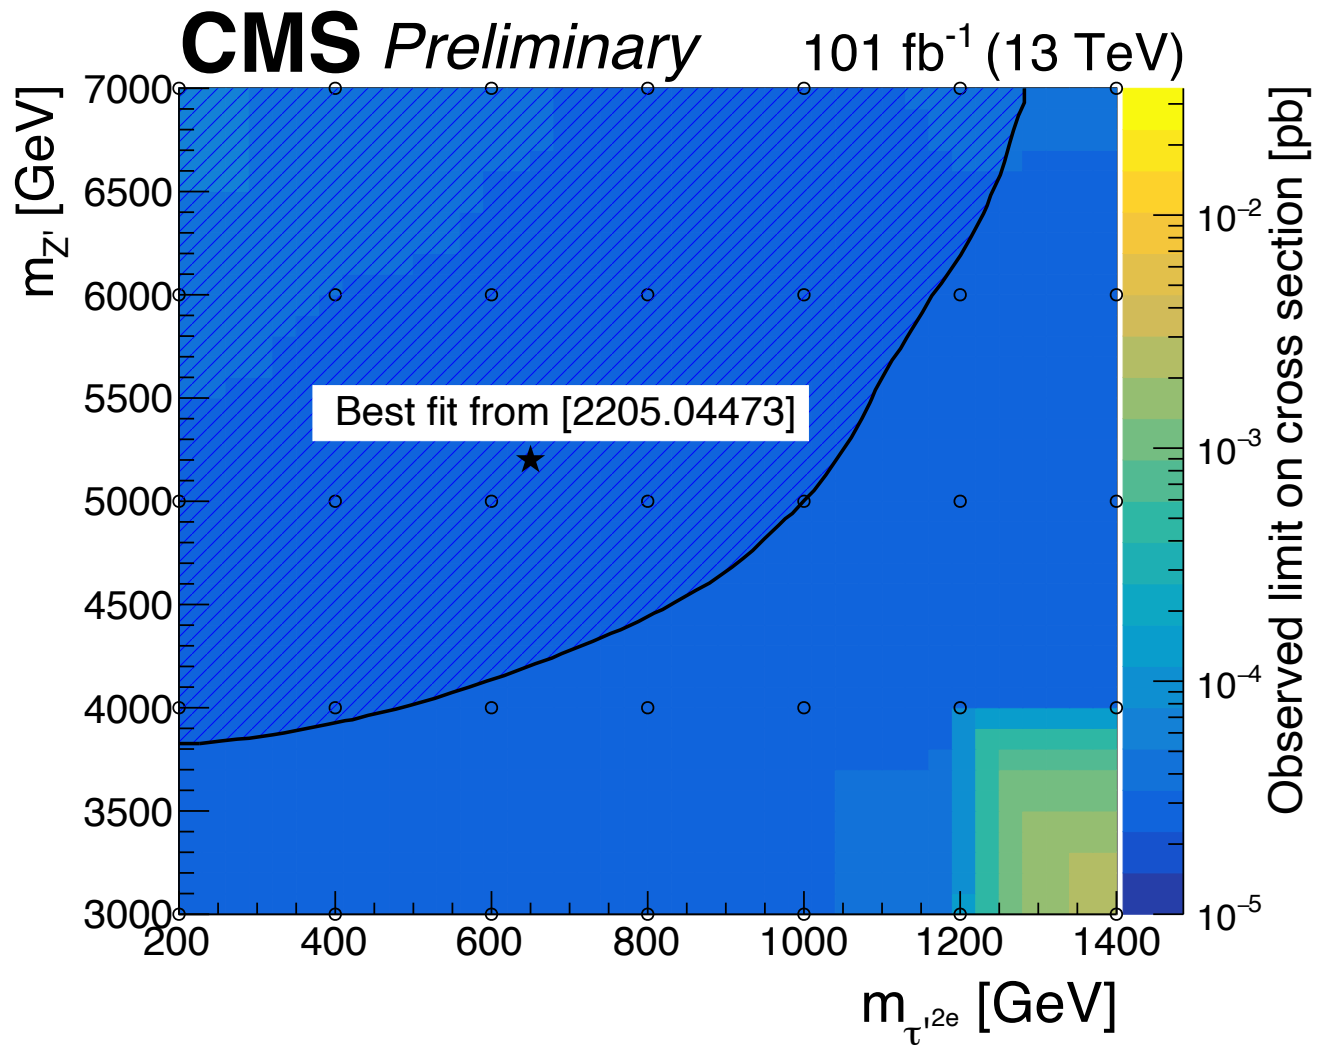 CMS Preliminary 101 fb⁻¹ (13 TeV)
m_Z' [GeV]
7000
6500
6000
5500
5000
4500
4000
3500
3000
Best fit from [2205.04473]
200 400 600 800 1000 1200 1400
m_τ'²ᵉ [GeV]
10⁻²
10⁻³
10⁻⁴
10⁻⁵
Observed limit on cross section [pb]